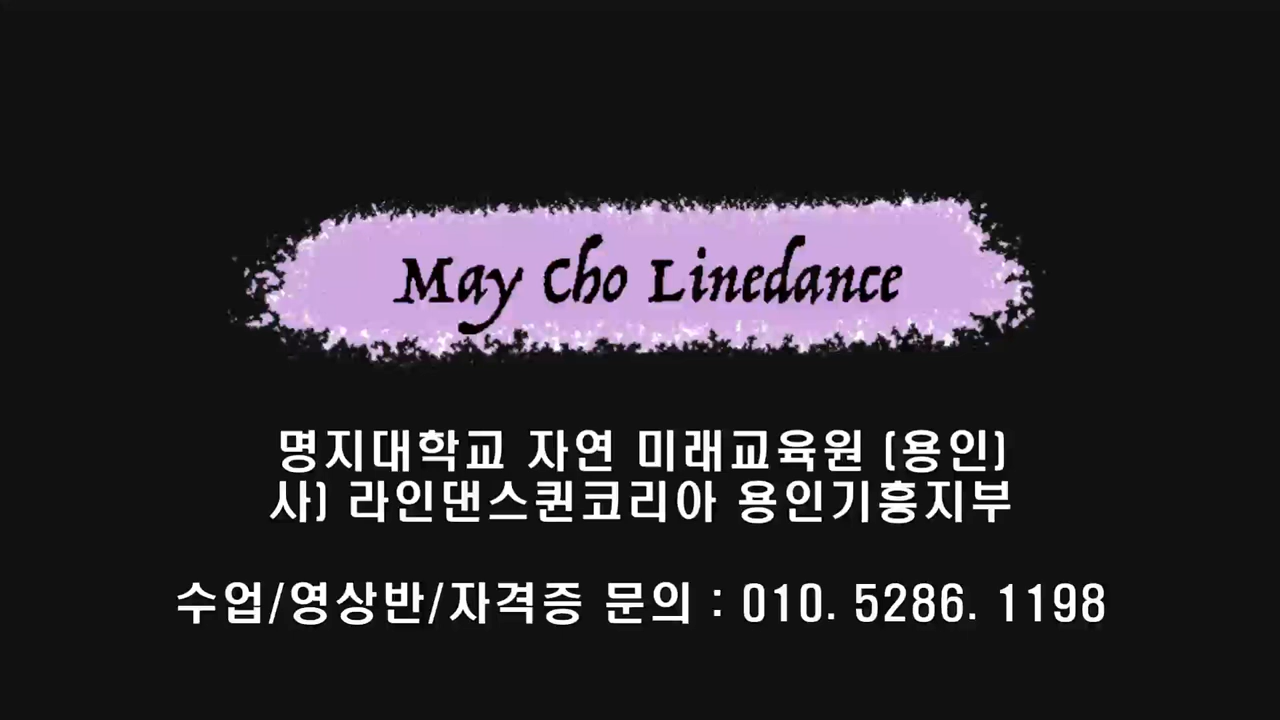 May Cho Linedance
명지대학교 자연 미래교육원 (용인)
사) 라인댄스퀸코리아 용인기흥지부
수업/영상반/자격증 문의 : 010. 5286. 1198